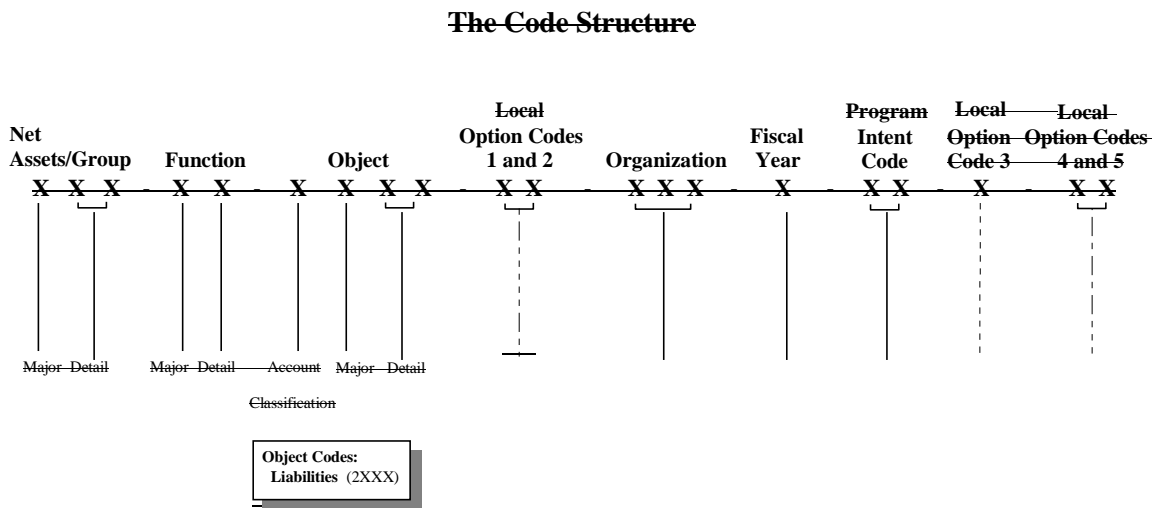 The Code Structure
Net
Assets/Group
Function
Object
Local
Option Codes
1 and 2
Organization
Fiscal
Year
Program
Intent
Code
Local
Option
Code 3
Local
Option Codes
4 and 5
X X X - X X - X X X X - X X - X X X - X - X X - X - X X
Major Detail Major Detail Account Major Detail
Classification
Object Codes:
Liabilities (2XXX)